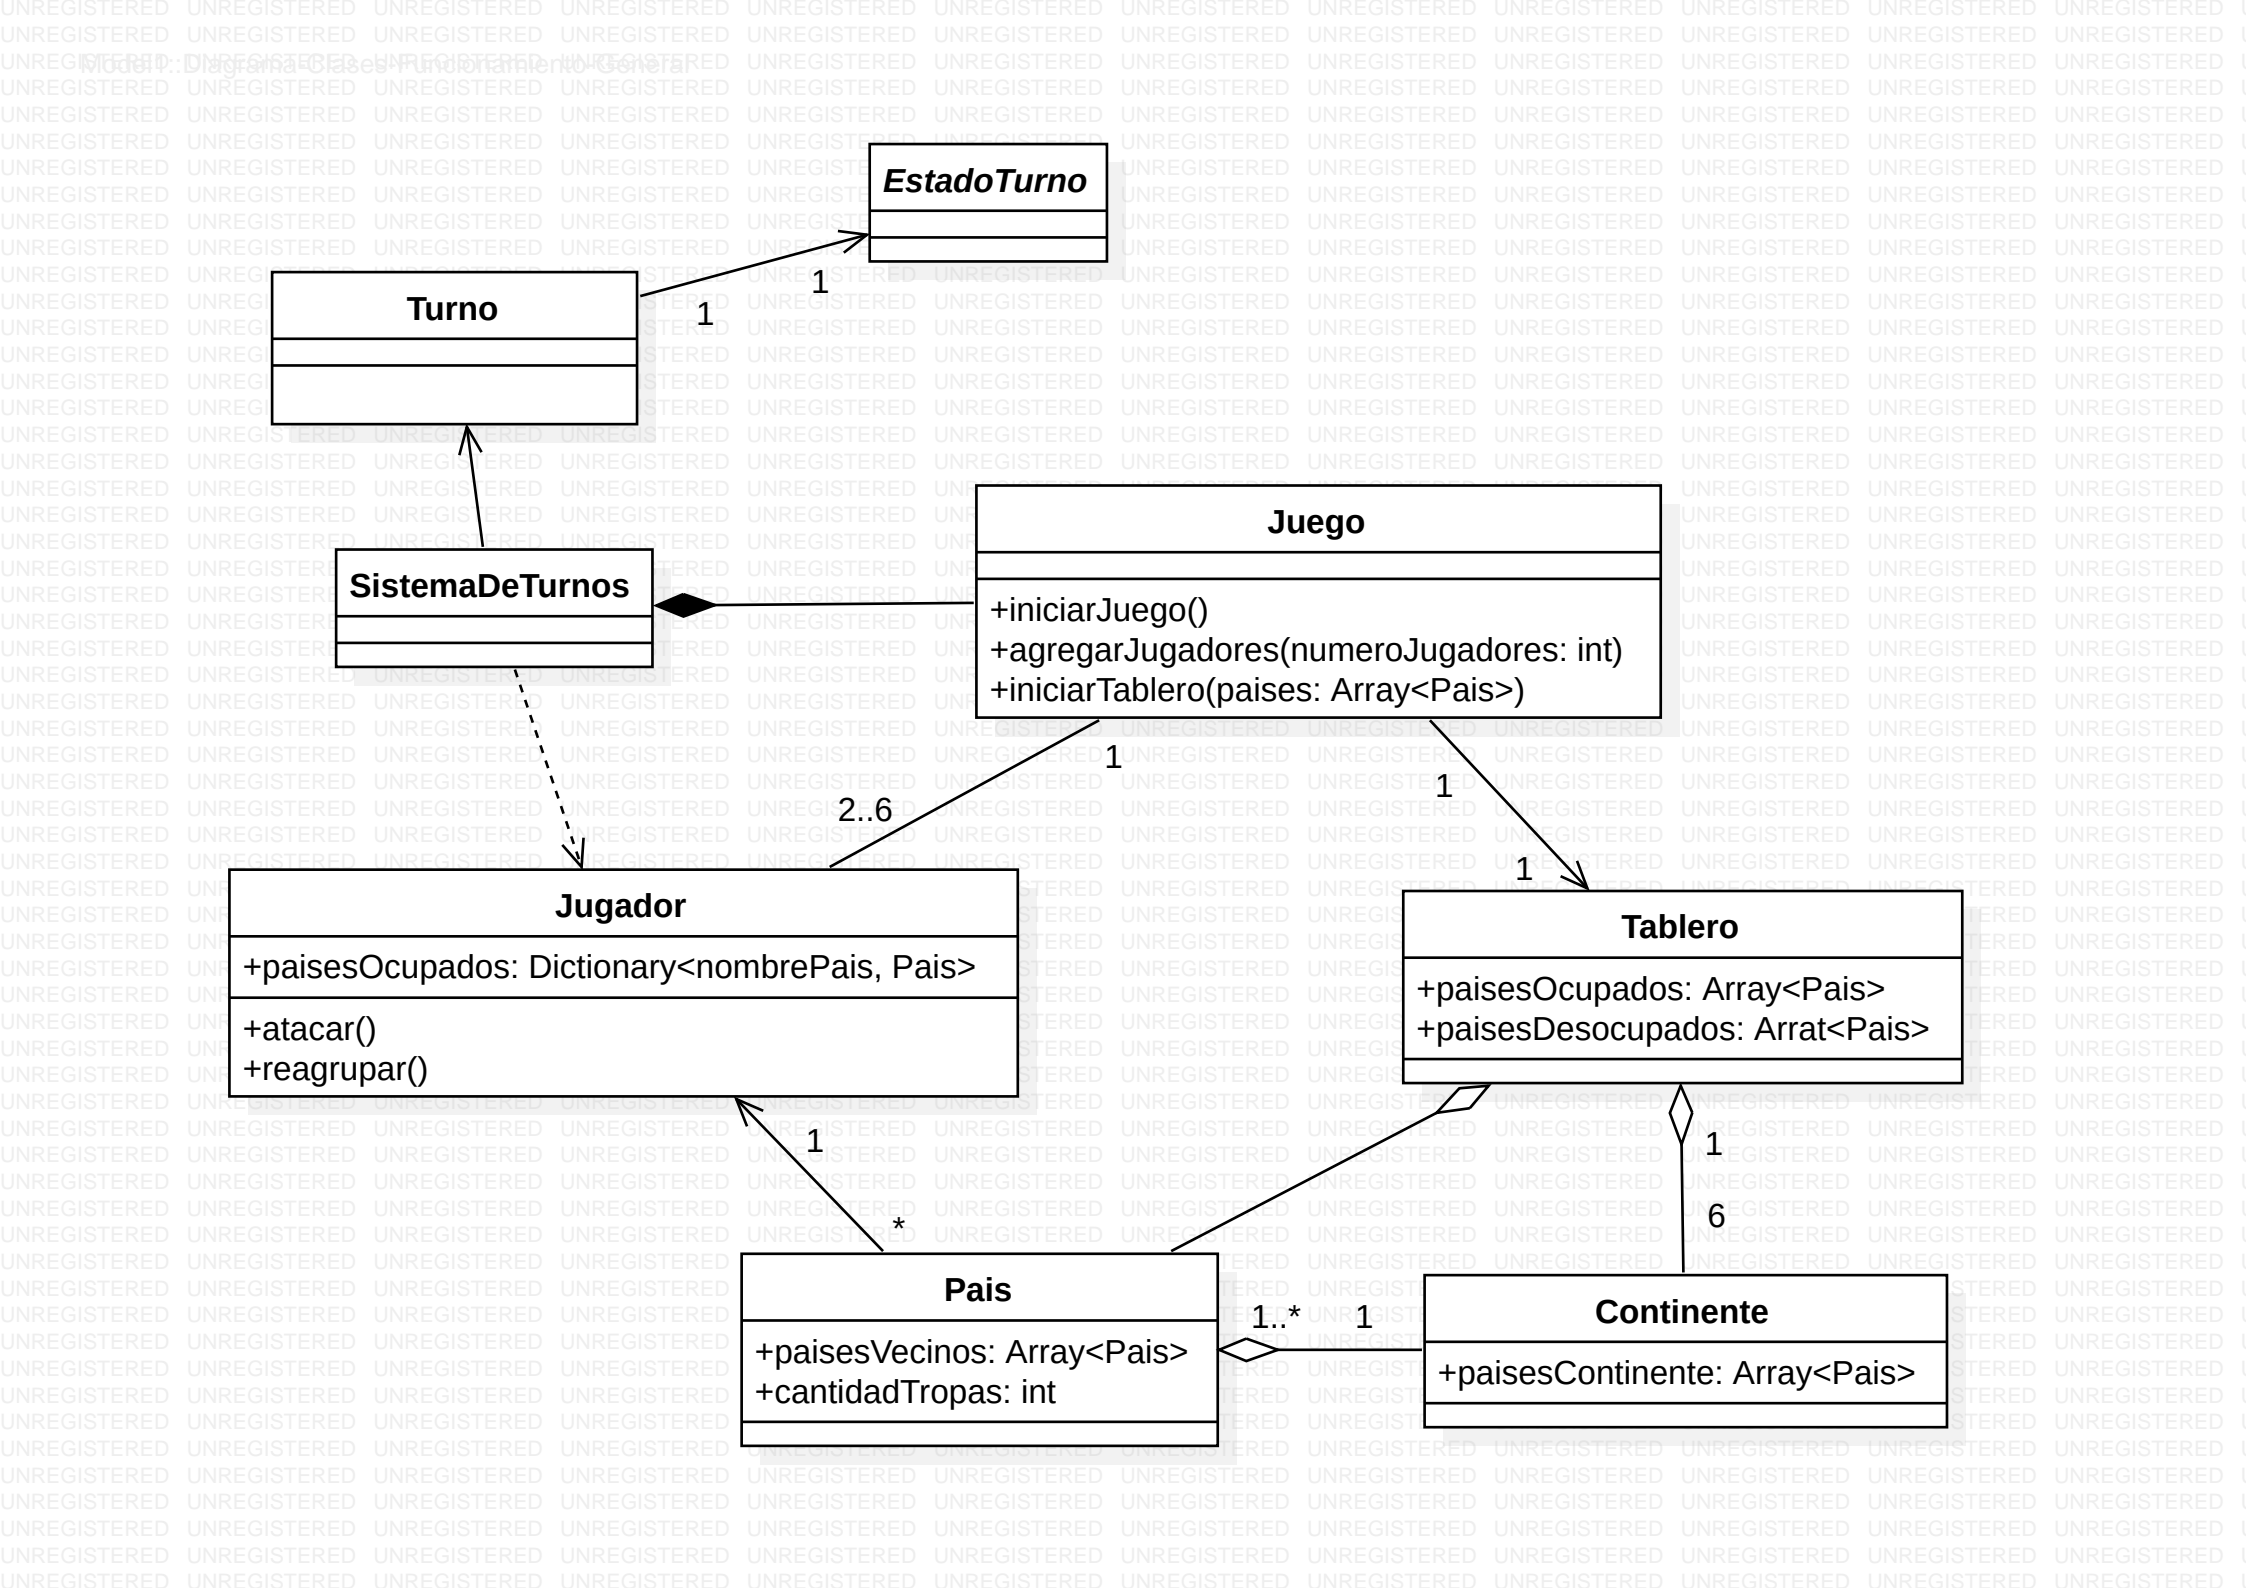 Model1::Diagrama-Clases-Funcionamiento-General
EstadoTurno
1
1
Turno
Juego
+iniciarJuego()
+agregarJugadores(numeroJugadores: int)
+iniciarTablero(paises: Array<Pais>)
SistemaDeTurnos
1
2..6
1
1
Jugador
+paisesOcupados: Dictionary<nombrePais, Pais>
+atacar()
+reagrupar()
Tablero
+paisesOcupados: Array<Pais>
+paisesDesocupados: Arrat<Pais>
1
*
1
6
Pais
+paisesVecinos: Array<Pais>
+cantidadTropas: int
1..*
1
Continente
+paisesContinente: Array<Pais>
UNREGISTERED